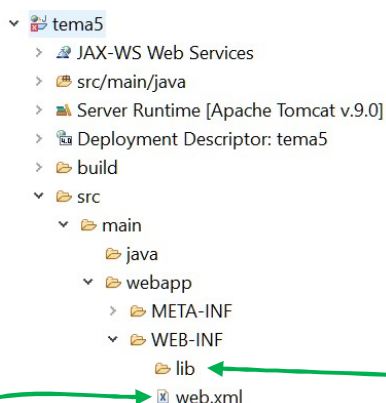 tema5
JAX-WS Web Services
src/main/java
Server Runtime [Apache Tomcat v.9.0]
Deployment Descriptor: tema5
build
src
main
java
webapp
META-INF
WEB-INF
lib
web.xml